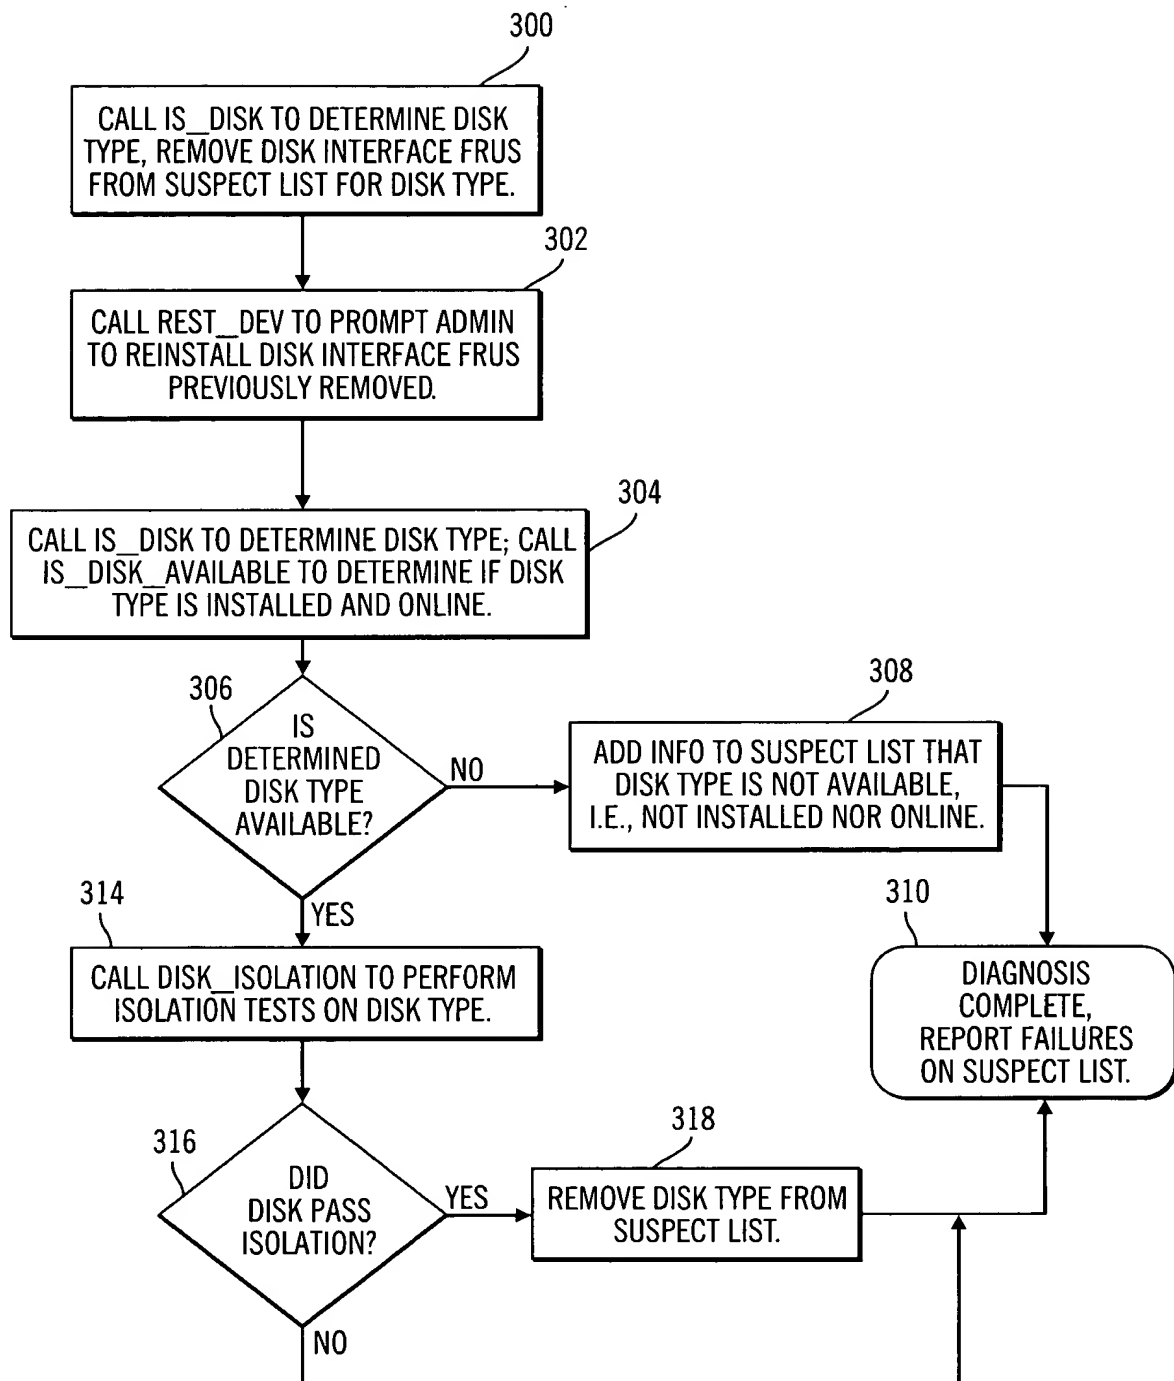 300
CALL IS_DISK TO DETERMINE DISK
TYPE, REMOVE DISK INTERFACE FRUS
FROM SUSPECT LIST FOR DISK TYPE.
302
CALL REST_DEV TO PROMPT ADMIN
TO REINSTALL DISK INTERFACE FRUS
PREVIOUSLY REMOVED.
304
CALL IS_DISK TO DETERMINE DISK TYPE; CALL
IS_DISK_AVAILABLE TO DETERMINE IF DISK
TYPE IS INSTALLED AND ONLINE.
306
IS
DETERMINED
DISK TYPE
AVAILABLE?
NO
308
ADD INFO TO SUSPECT LIST THAT
DISK TYPE IS NOT AVAILABLE,
I.E., NOT INSTALLED NOR ONLINE.
YES
314
CALL DISK_ISOLATION TO PERFORM
ISOLATION TESTS ON DISK TYPE.
310
DIAGNOSIS
COMPLETE,
REPORT FAILURES
ON SUSPECT LIST.
316
DID
DISK PASS
ISOLATION?
YES
318
REMOVE DISK TYPE FROM
SUSPECT LIST.
NO